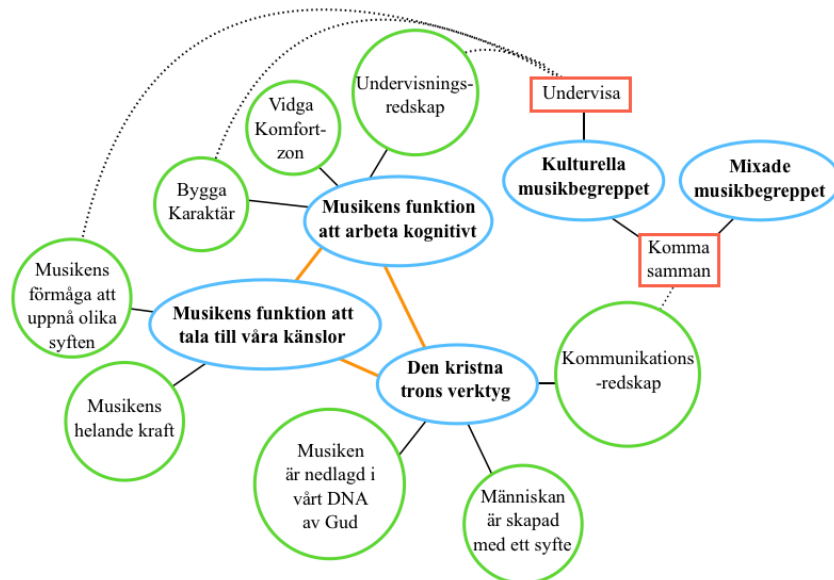 Undervisnings-
redskap
Undervisa
Vidga
Komfort-
zon
Kulturella
musikbegreppet
Mixade
musikbegreppet
Bygga
Karaktär
Musikens funktion
att arbeta kognitivt
Komma
samman
Musikens
förmåga att
uppnå olika
syften
Musikens funktion att
tala till våra känslor
Den kristna
trons verktyg
Kommunikations
-redskap
Musikens
helande kraft
Musiken
är nedlagd i
vårt DNA
av Gud
Människan
är skapad
med ett syfte